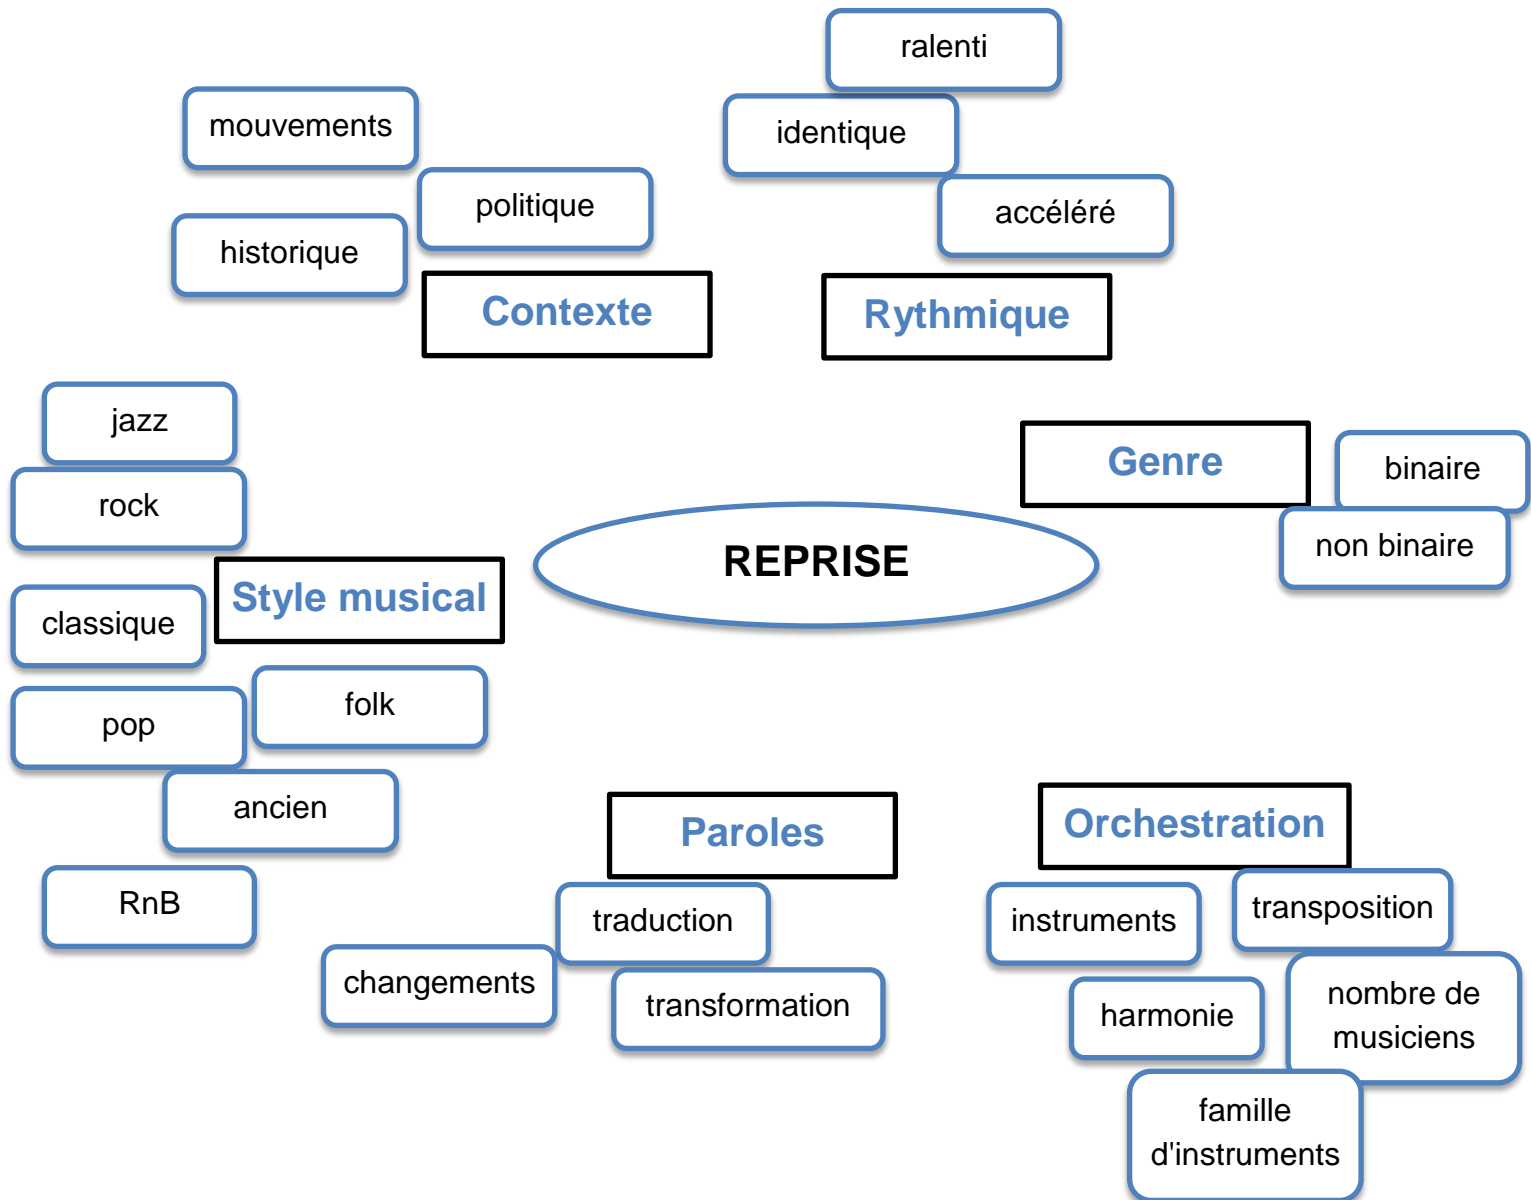 ralenti
mouvements
identique
politique
accéléré
historique
Contexte
Rythmique
jazz
rock
Genre
binaire
non binaire
REPRISE
Style musical
classique
folk
pop
ancien
RnB
Paroles
traduction
changements
transformation
Orchestration
instruments
transposition
harmonie
nombre de
musiciens
famille
d'instruments